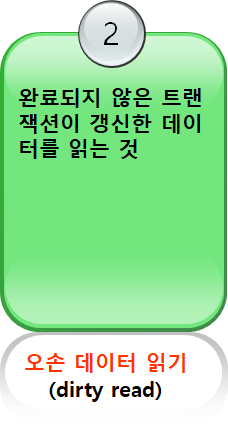 2
완료되지 않은 트랜
잭션이 갱신한 데이
터를 읽는 것
오손 데이터 읽기
(dirty read)